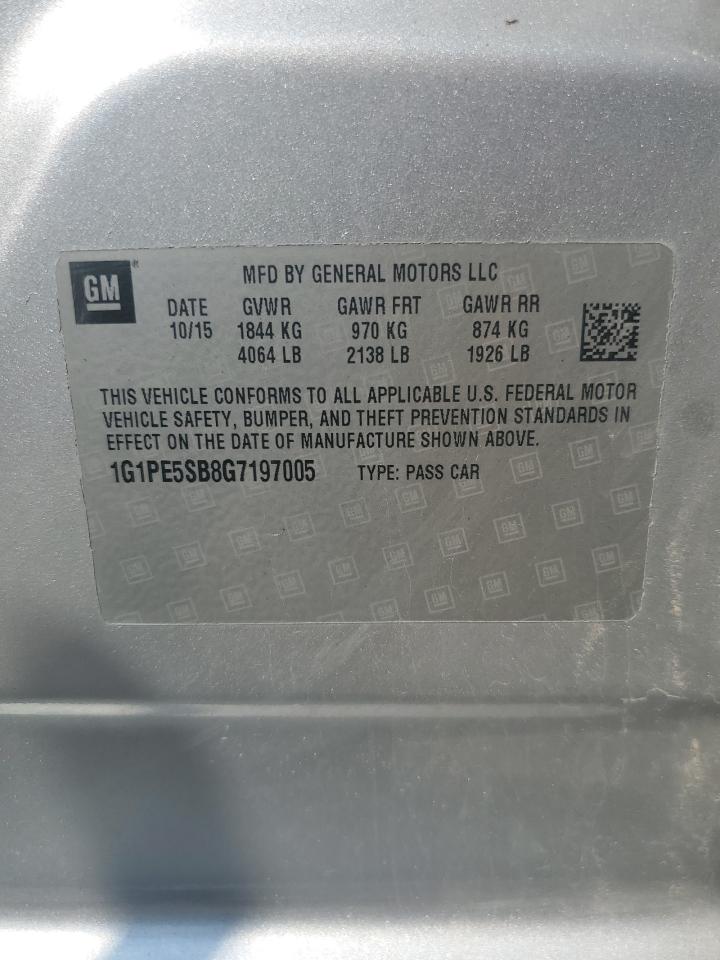 GM
MFD BY GENERAL MOTORS LLC
DATE GVWR GAWR FRT GAWR RR
10/15 1844 KG 970 KG 874 KG
4064 LB 2138 LB 1926 LB
THIS VEHICLE CONFORMS TO ALL APPLICABLE U.S. FEDERAL MOTOR
VEHICLE SAFETY, BUMPER, AND THEFT PREVENTION STANDARDS IN
EFFECT ON THE DATE OF MANUFACTURE SHOWN ABOVE.
1G1PE5SB8G7197005 TYPE: PASS CAR